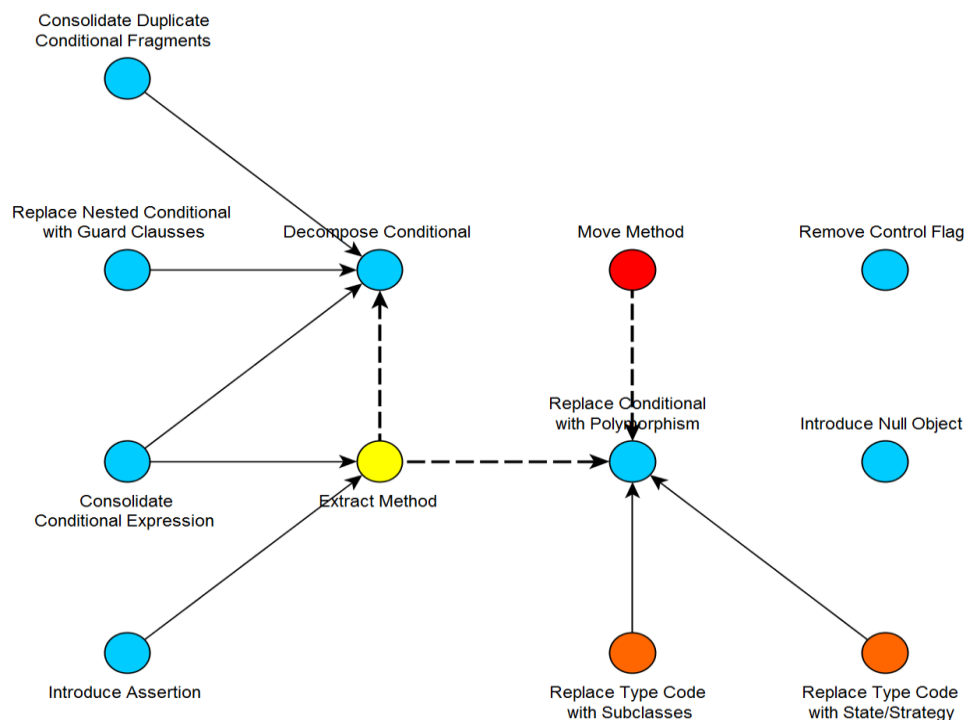 Consolidate Duplicate
Conditional Fragments
Replace Nested Conditional
with Guard Clausses
Decompose Conditional
Move Method
Remove Control Flag
Replace Conditional
with Polymorphism
Introduce Null Object
Consolidate
Conditional Expression
Extract Method
Introduce Assertion
Replace Type Code
with Subclasses
Replace Type Code
with State/Strategy